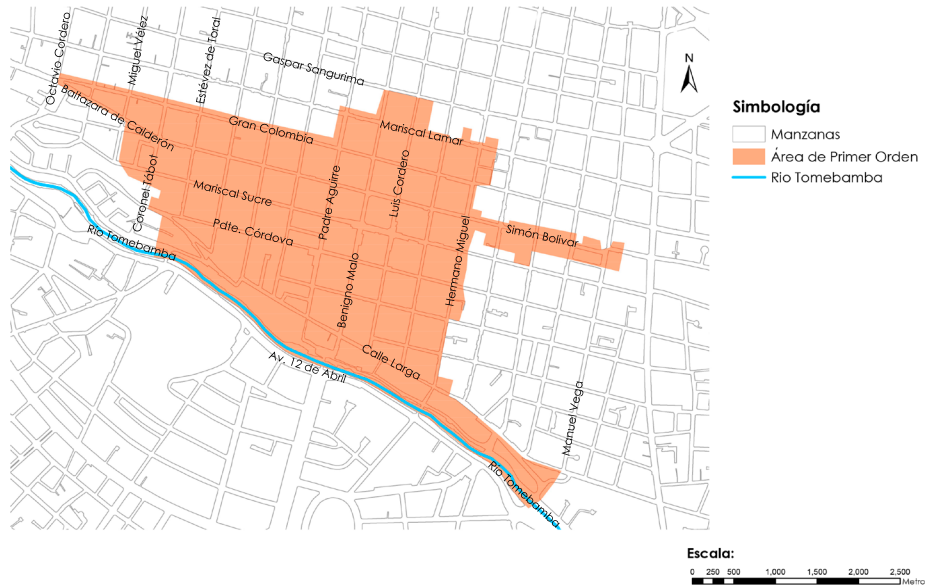 Octavio Cordero
Miguel Vélez
Estévez de Toral
Gaspar Sangurima
Baltazara de Calderón
Gran Colombia
Mariscal Lamar
Coronel Tábot
Mariscal Sucre
Padre Aguirre
Luis Cordero
Pdte. Córdova
Río Tomebamba
Hermano Miguel
Simón Bolivar
Benigno Malo
Calle Larga
Av. 12 de Abril
Manuel Vega
Río Tomebamba
N
Simbología
Manzanas
Área de Primer Orden
Rio Tomebamba
Escala:
0 250 500 1,000 1,500 2,000 2,500
Metro